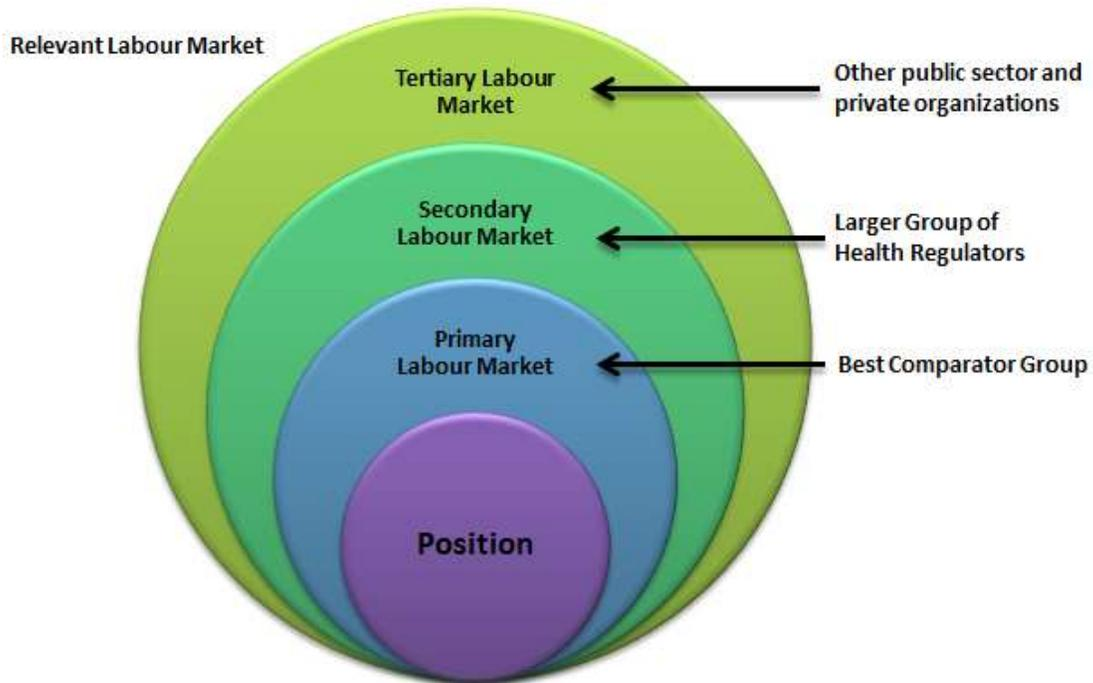 Relevant Labour Market
Tertiary Labour
Market
Other public sector and
private organizations
Secondary
Labour Market
Larger Group of
Health Regulators
Primary
Labour Market
Best Comparator Group
Position